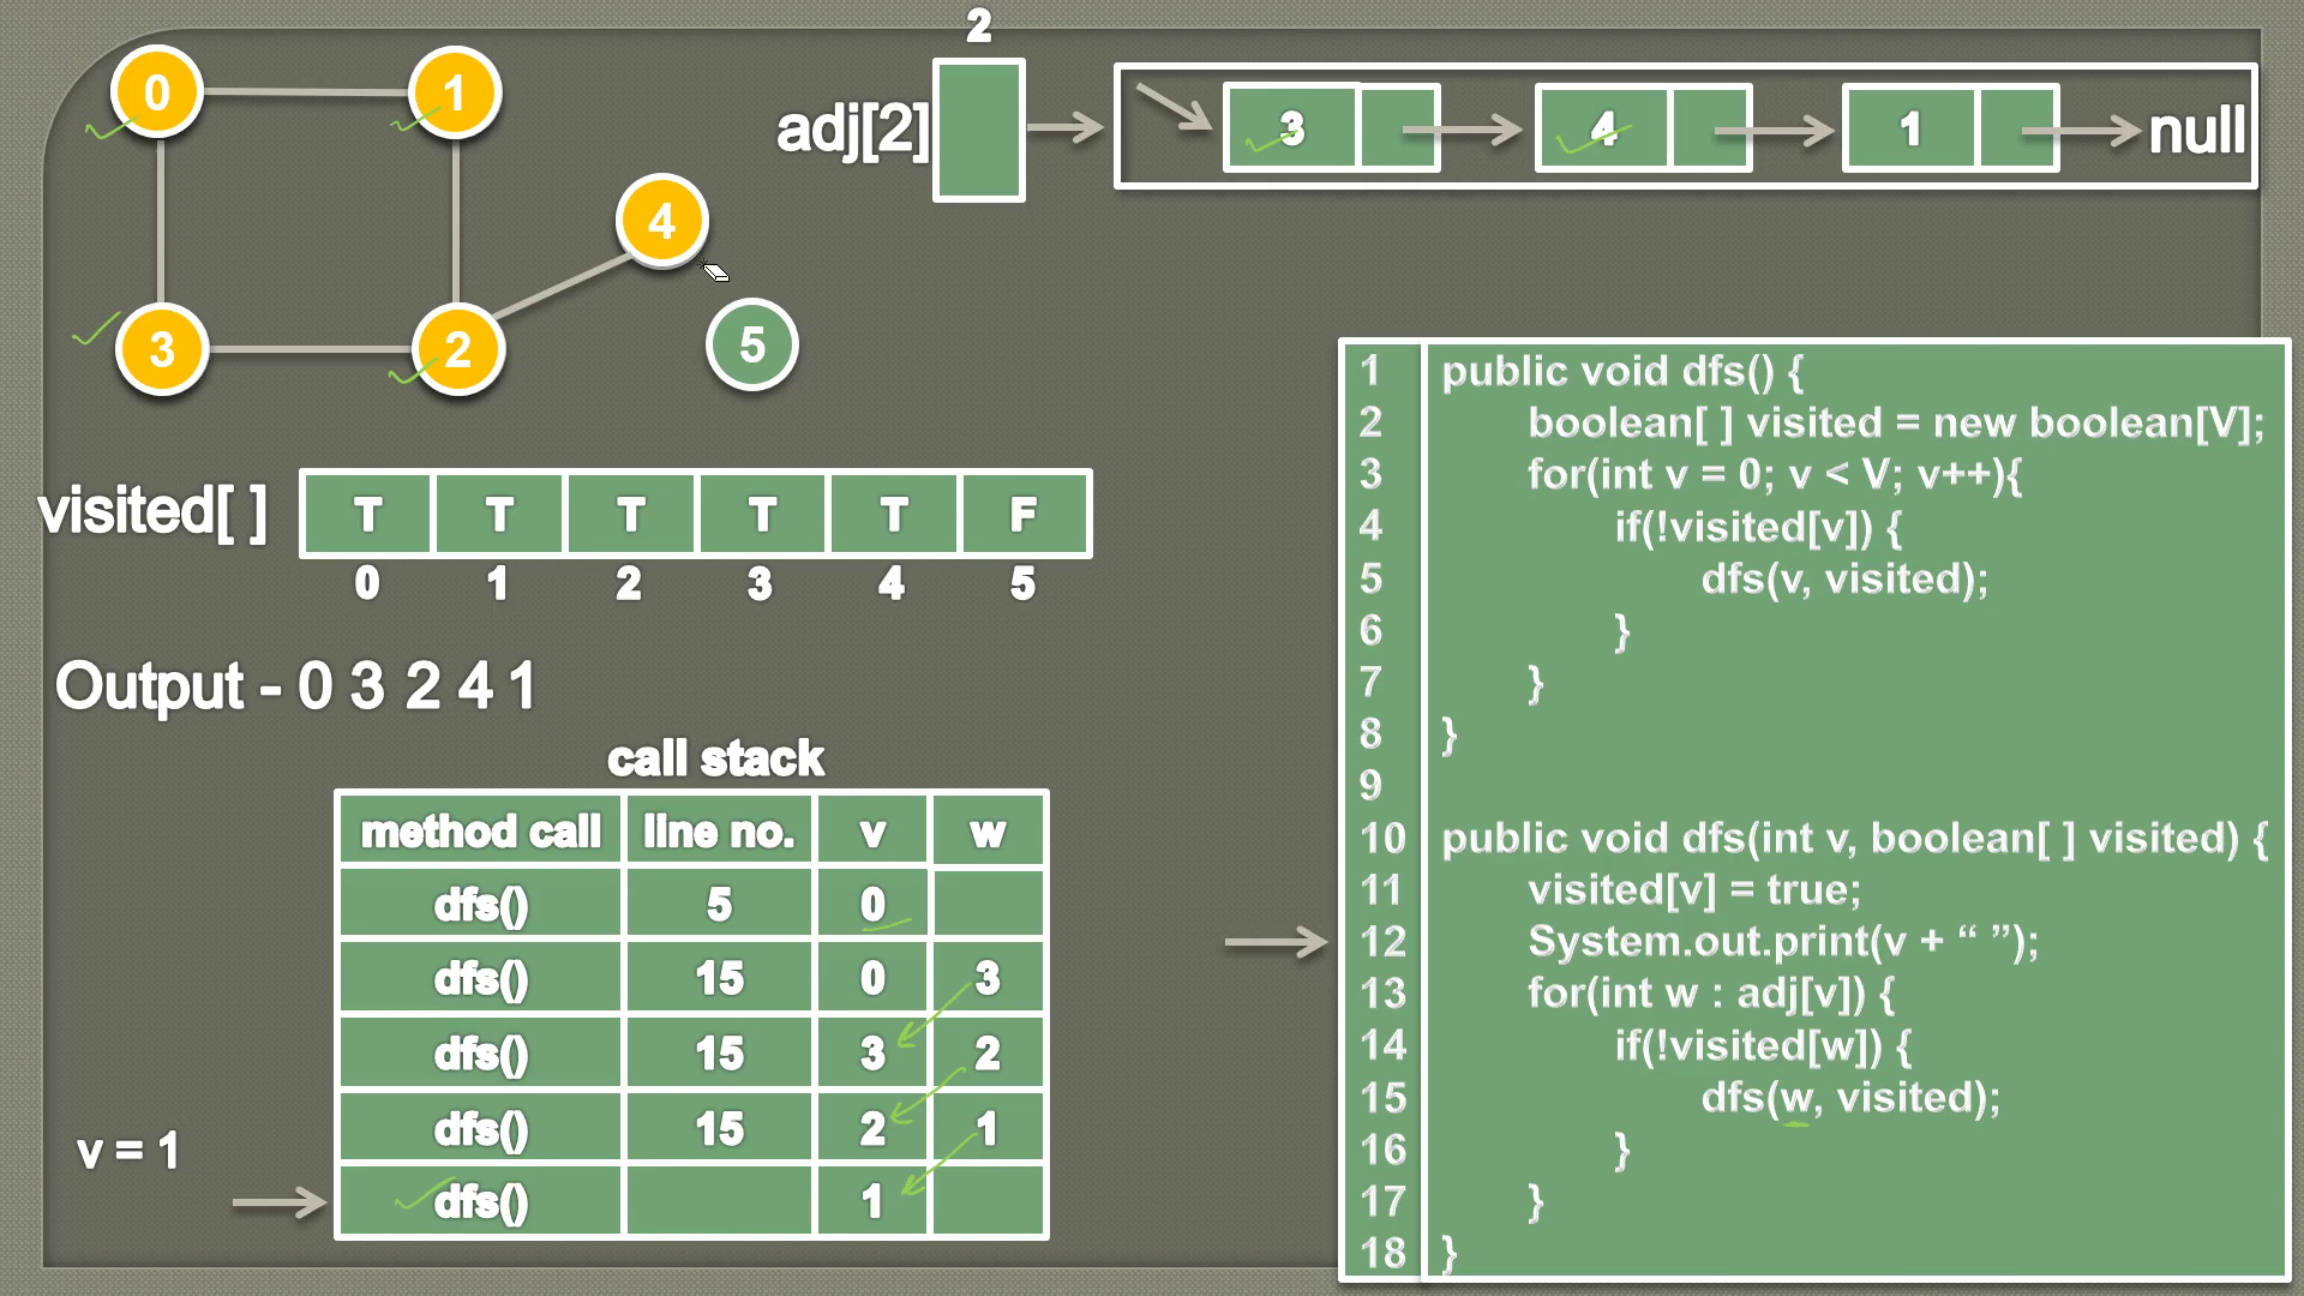 0 1
4
3 2
5
2
adj[2] 3 4 1 null
visited[ ] T T T T T F
0 1 2 3 4 5
Output - 0 3 2 4 1
call stack
method call line no. v w
dfs() 5 0
dfs() 15 0 3
dfs() 15 3 2
dfs() 15 2 1
v = 1
dfs() 1
1 public void dfs() {
2 boolean[ ] visited = new boolean[V];
3 for(int v = 0; v < V; v++){
4 if(!visited[v]) {
5 dfs(v, visited);
6 }
7 }
8 }
9
10 public void dfs(int v, boolean[ ] visited) {
11 visited[v] = true;
12 System.out.print(v + “ ”);
13 for(int w : adj[v]) {
14 if(!visited[w]) {
15 dfs(w, visited);
16 }
17 }
18 }